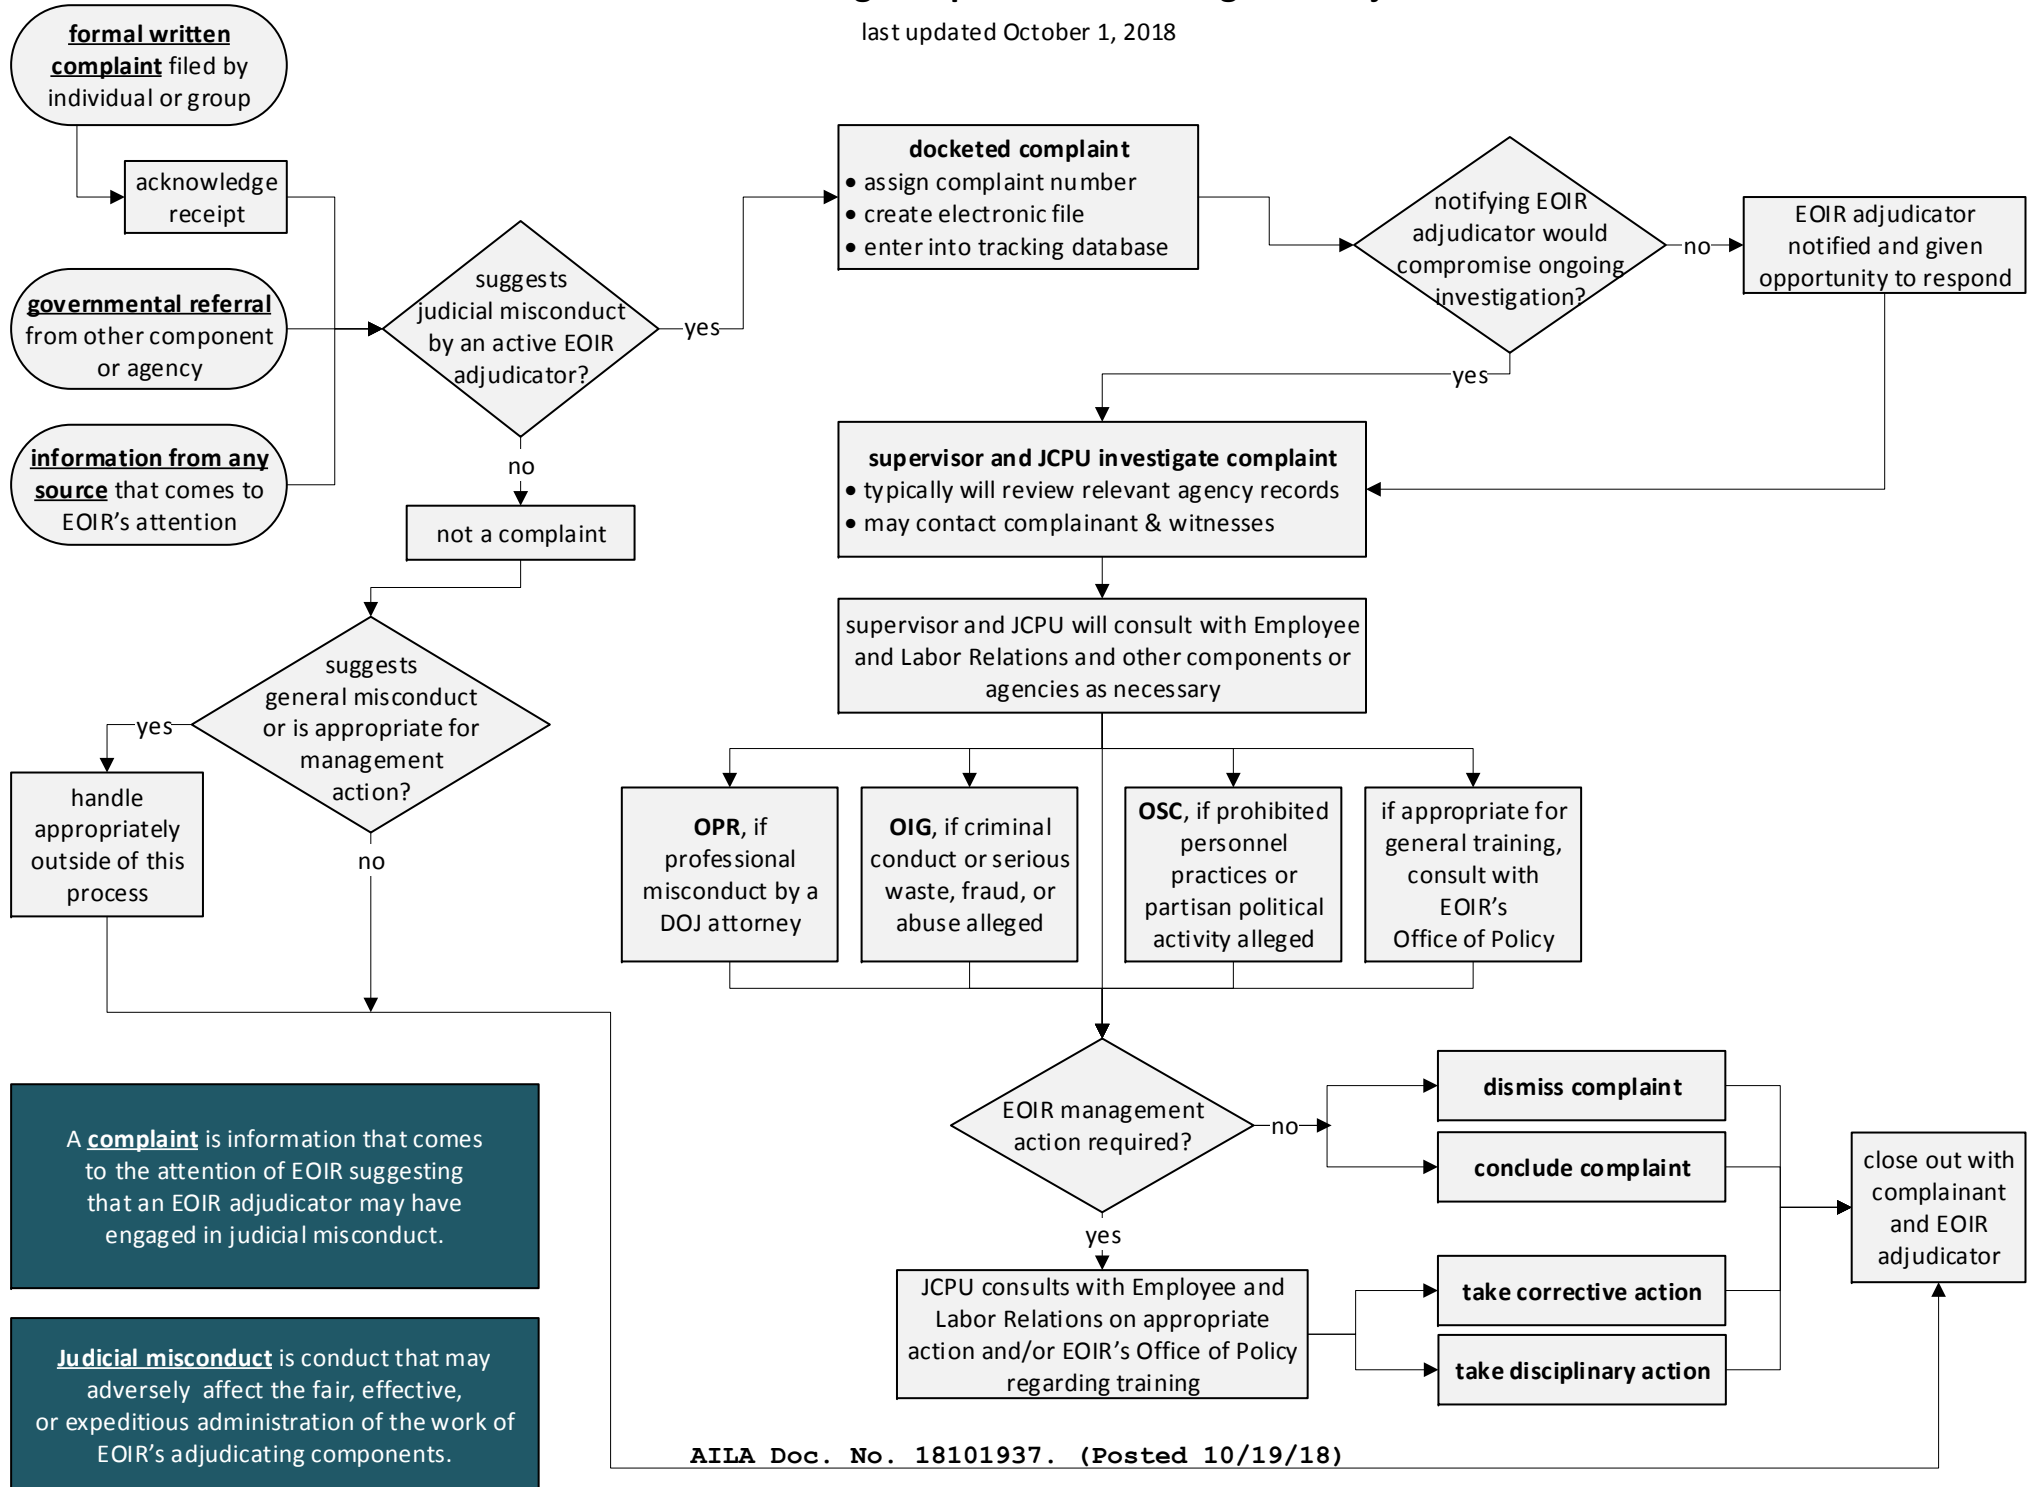 last updated October 1, 2018
formal written
complaint filed by
individual or group
acknowledge
receipt
governmental referral
from other component
or agency
information from any
source that comes to
EOIR's attention
suggests
judicial misconduct
by an active EOIR
adjudicator?
yes
no
not a complaint
suggests
general misconduct
or is appropriate for
management
action?
yes
no
handle
appropriately
outside of this
process
docketed complaint
• assign complaint number
• create electronic file
• enter into tracking database
notifying EOIR
adjudicator would
compromise ongoing
investigation?
no
yes
EOIR adjudicator
notified and given
opportunity to respond
supervisor and JCPU investigate complaint
• typically will review relevant agency records
• may contact complainant & witnesses
supervisor and JCPU will consult with Employee
and Labor Relations and other components or
agencies as necessary
OPR, if
professional
misconduct by a
DOJ attorney
OIG, if criminal
conduct or serious
waste, fraud, or
abuse alleged
OSC, if prohibited
personnel
practices or
partisan political
activity alleged
if appropriate for
general training,
consult with
EOIR's
Office of Policy
EOIR management
action required?
no
yes
dismiss complaint
conclude complaint
JCPU consults with Employee and
Labor Relations on appropriate
action and/or EOIR's Office of Policy
regarding training
take corrective action
take disciplinary action
close out with
complainant
and EOIR
adjudicator
A complaint is information that comes
to the attention of EOIR suggesting
that an EOIR adjudicator may have
engaged in judicial misconduct.
Judicial misconduct is conduct that may
adversely affect the fair, effective,
or expeditious administration of the work of
EOIR's adjudicating components.
AILA Doc. No. 18101937. (Posted 10/19/18)